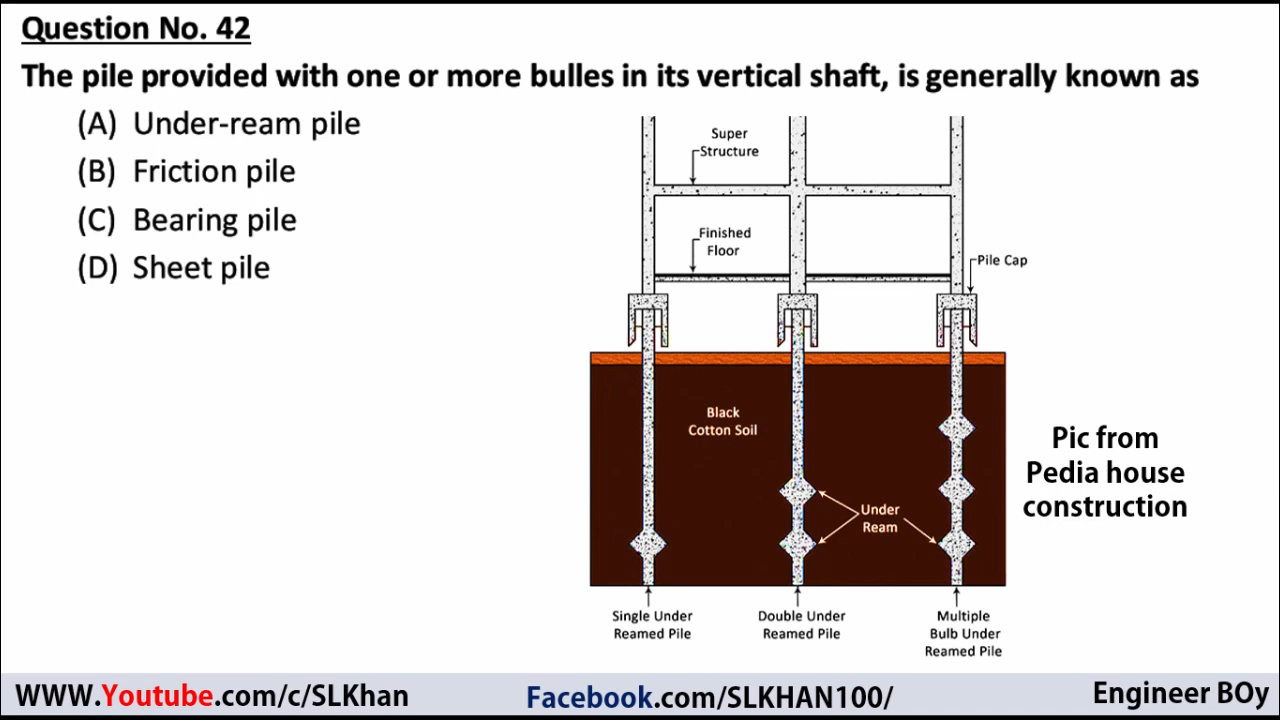 Question No. 42
The pile provided with one or more bulles in its vertical shaft, is generally known as
(A) Under-ream pile
(B) Friction pile
(C) Bearing pile
(D) Sheet pile
Super
Structure
Finished
Floor
Pile Cap
Black
Cotton Soil
Under
Ream
Pic from
Pedia house
construction
Single Under
Reamed Pile
Double Under
Reamed Pile
Multiple
Bulb Under
Reamed Pile
WWW.Youtube.com/c/SLKhan
Facebook.com/SLKHAN100/
Engineer BOy